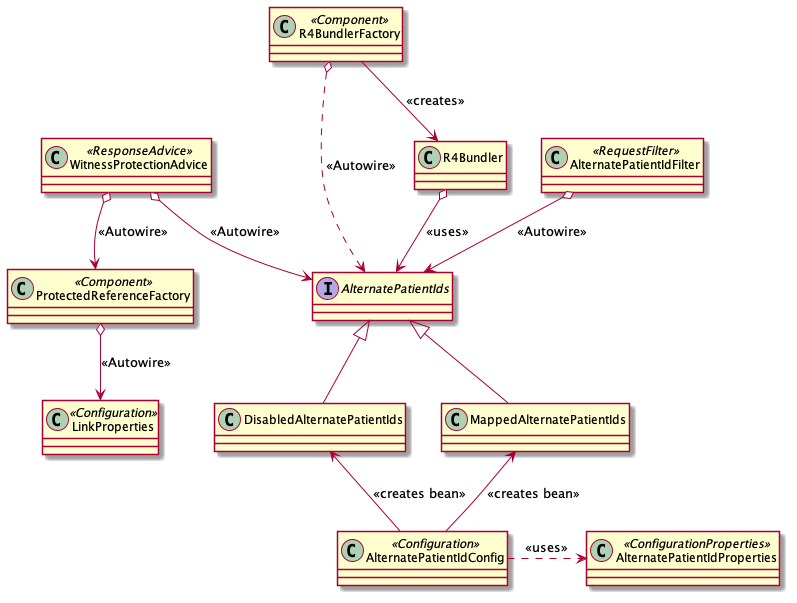 C «Component»
R4BundlerFactory
«creates»
C «ResponseAdvice»
WitnessProtectionAdvice
«Autowire»
C R4Bundler
C «RequestFilter»
AlternatePatientIdFilter
«Autowire»
«Autowire»
«uses»
«Autowire»
C «Component»
ProtectedReferenceFactory
I AlternatePatientIds
«Autowire»
C «Configuration»
LinkProperties
C DisabledAlternatePatientIds
C MappedAlternatePatientIds
«creates bean»
«creates bean»
C «Configuration»
AlternatePatientIdConfig
«uses»
C «ConfigurationProperties»
AlternatePatientIdProperties